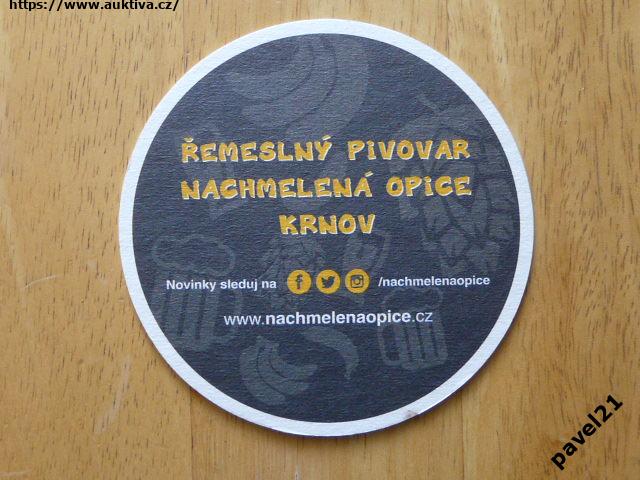 https://www.auktiva.cz/
ŘEMESLNÝ PIVOVAR
NACHMELENÁ OPICE
KRNOV
Novinky sleduj na /nachmelenaopice
www.nachmelenaopice.cz
pavel21